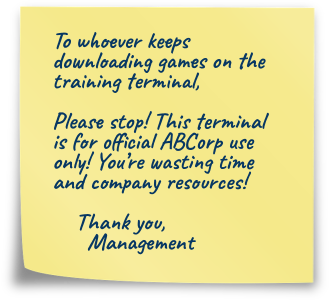 To whoever keeps
downloading games on the
training terminal,
Please stop! This terminal
is for official ABCorp use
only! You're wasting time
and company resources!
Thank you,
Management